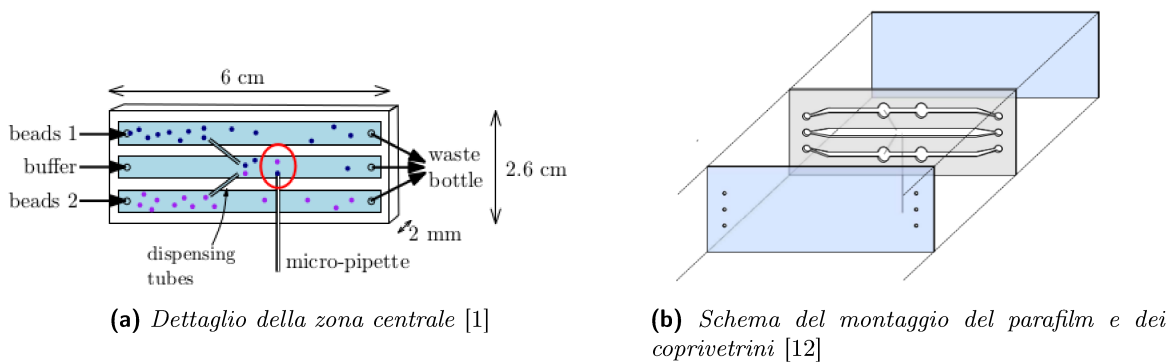 6 cm
beads 1
buffer
beads 2
waste
bottle
2.6 cm
2 mm
dispensing
tubes
micro-pipette
(a) Dettaglio della zona centrale [1]
(b) Schema del montaggio del parafilm e dei
coprivetrini [12]